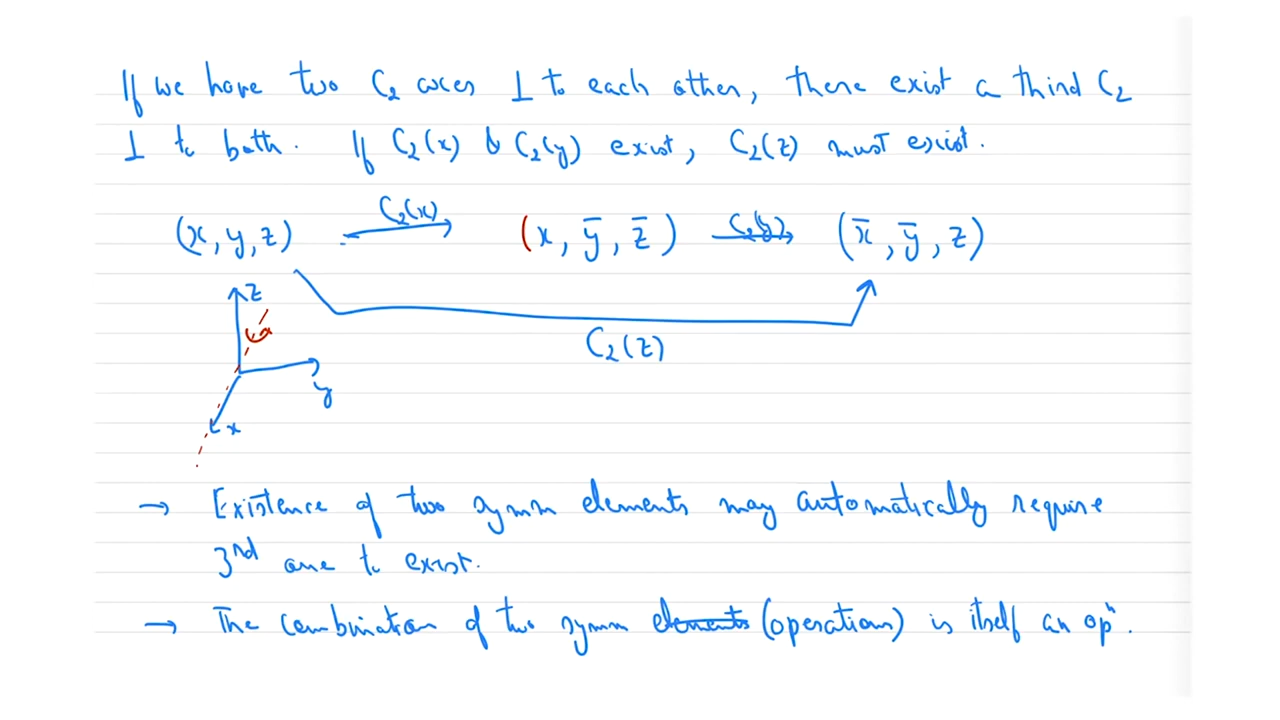 If we have two C₂ axes ⊥ to each other, there exist a third C₂
⊥ to both. If C₂(x) & C₂(y) exist, C₂(z) must exist.
(x, y, z) C₂(x) → (x, ȳ, z̄) C₂(y) → (x̄, ȳ, z)
C₂(z)
z
α
y
x
→ Existence of two symm elements may automatically require
3rd one to exist.
→ The combination of two symm elements (operations) is itself an opⁿ.